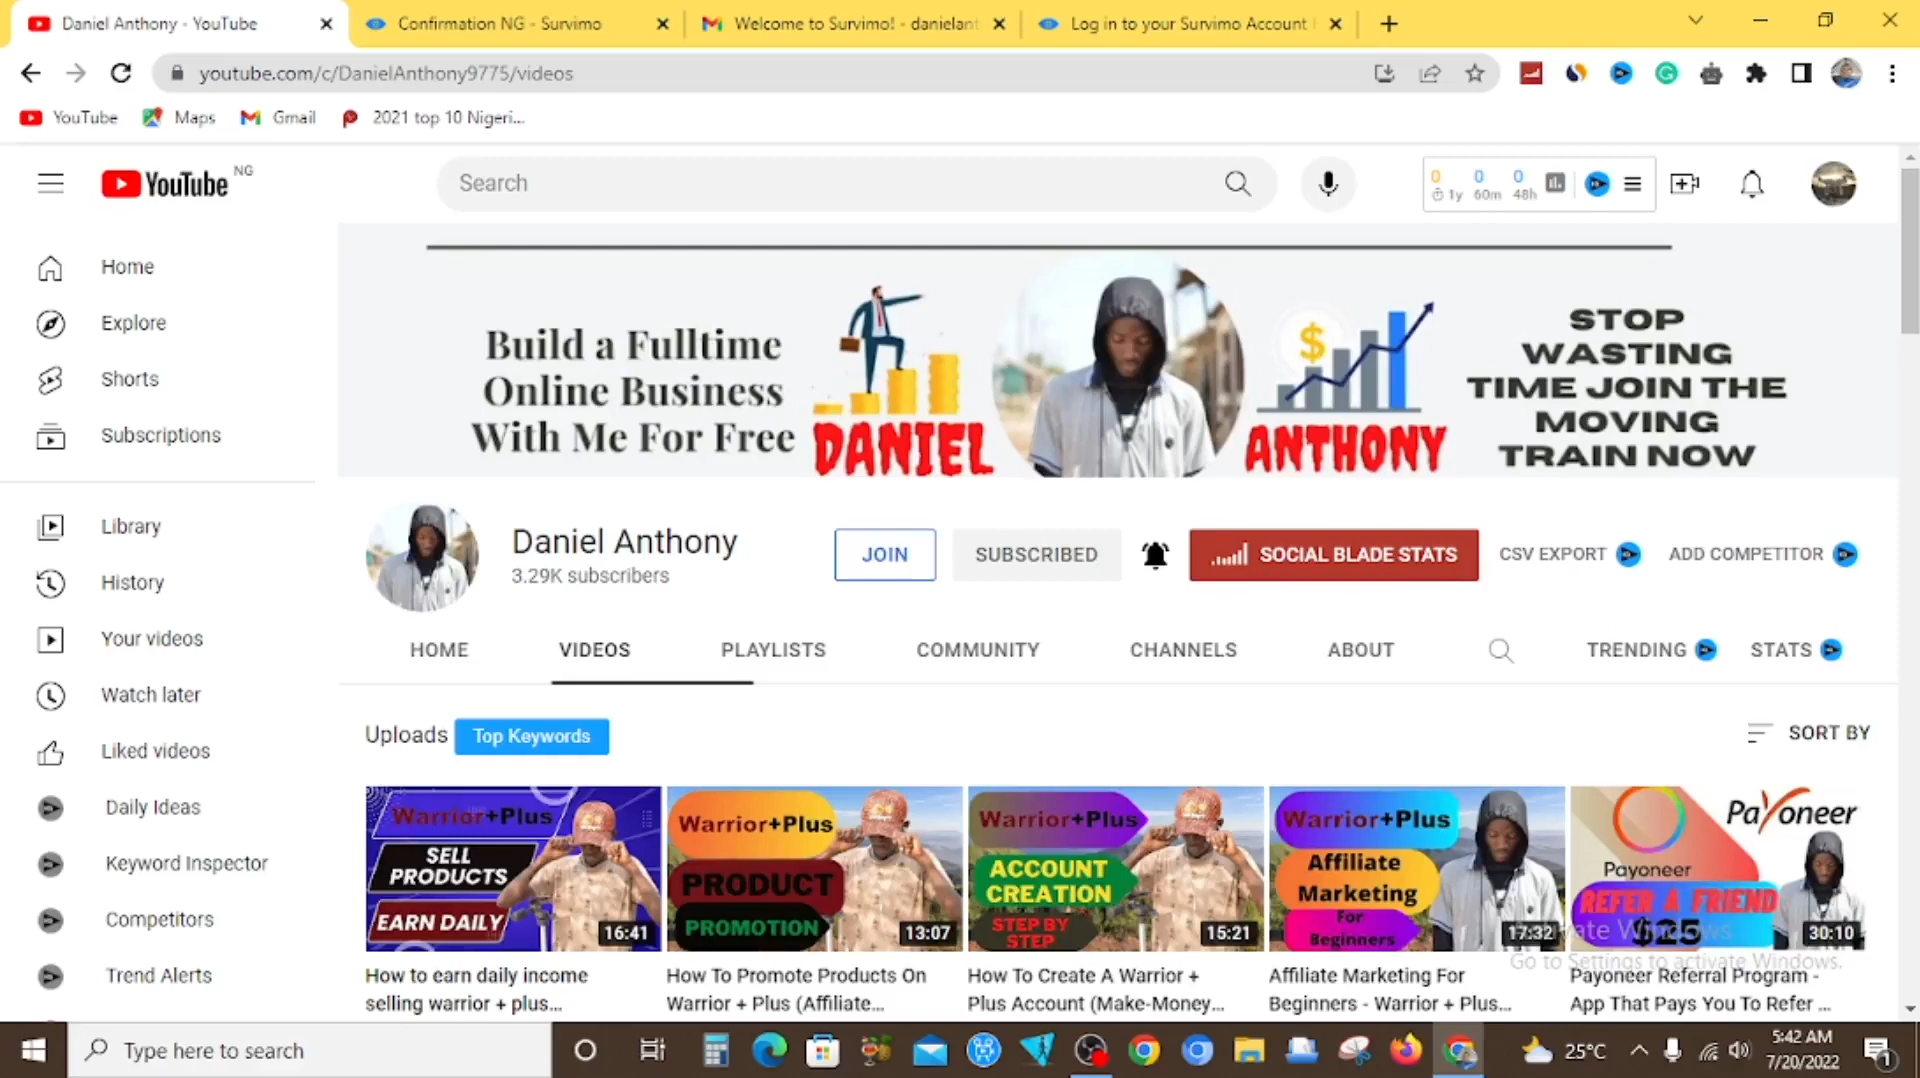 Daniel Anthony - YouTube
Confirmation NG - Survimo
Welcome to Survimo! - danielant
Log in to your Survimo Account
youtube.com/c/DanielAnthony9775/videos
YouTube
Maps
Gmail
2021 top 10 Nigeri...
YouTube NG
Search
0 0 0
1y 60m 48h
Home
Explore
Shorts
Subscriptions
Library
History
Your videos
Watch later
Liked videos
Daily Ideas
Keyword Inspector
Competitors
Trend Alerts
Build a Fulltime
Online Business
With Me For Free
DANIEL
ANTHONY
STOP
WASTING
TIME JOIN THE
MOVING
TRAIN NOW
Daniel Anthony
3.29K subscribers
JOIN
SUBSCRIBED
SOCIAL BLADE STATS
CSV EXPORT
ADD COMPETITOR
HOME
VIDEOS
PLAYLISTS
COMMUNITY
CHANNELS
ABOUT
TRENDING
STATS
Uploads
Top Keywords
SORT BY
Warrior+Plus
SELL
PRODUCTS
EARN DAILY
16:41
How to earn daily income
selling warrior + plus...
Warrior+Plus
PRODUCT
PROMOTION
13:07
How To Promote Products On
Warrior + Plus (Affiliate...
Warrior+Plus
ACCOUNT
CREATION
STEP BY
STEP
15:21
How To Create A Warrior +
Plus Account (Make-Money...
Warrior+Plus
Affiliate
Marketing
For
Beginners
17:32
Affiliate Marketing For
Beginners - Warrior + Plus...
Payoneer
Payoneer
REFER A FRIEND
$25
30:10
Payoneer Referral Program -
App That Pays You To Refer ...
Go to Settings to activate Windows.
Type here to search
25°C
5:42 AM
7/20/2022
1